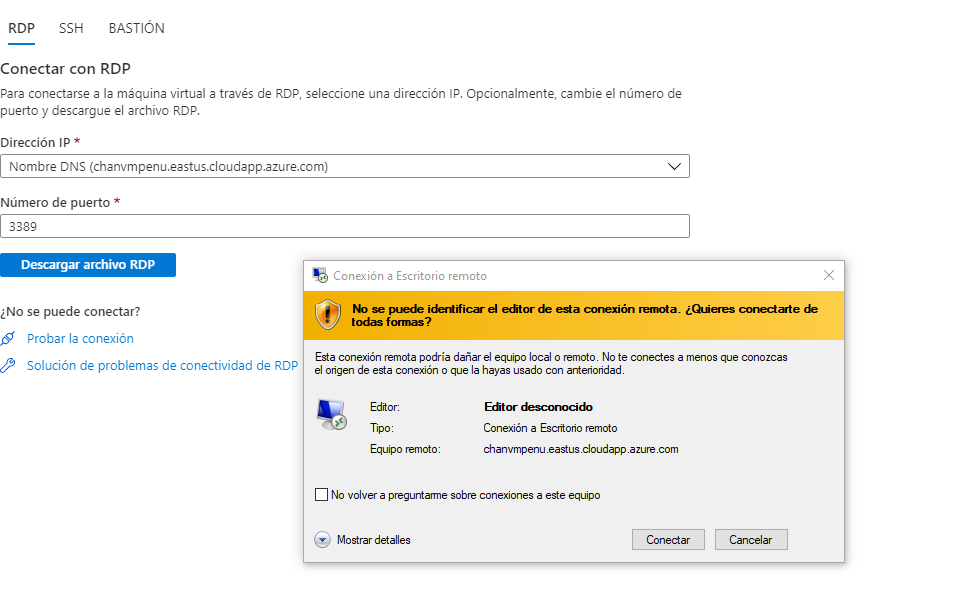 RDP SSH BASTIÓN
Conectar con RDP
Para conectarse a la máquina virtual a través de RDP, seleccione una dirección IP. Opcionalmente, cambie el número de
puerto y descargue el archivo RDP.
Dirección IP *
Nombre DNS (chanvmpenu.eastus.cloudapp.azure.com)
Número de puerto *
3389
Descargar archivo RDP
¿No se puede conectar?
Probar la conexión
Solución de problemas de conectividad de RDP
Conexión a Escritorio remoto
No se puede identificar el editor de esta conexión remota. ¿Quieres conectarte de
todas formas?
Esta conexión remota podría dañar el equipo local o remoto. No te conectes a menos que conozcas
el origen de esta conexión o que la hayas usado con anterioridad.
Editor: Editor desconocido
Tipo: Conexión a Escritorio remoto
Equipo remoto: chanvmpenu.eastus.cloudapp.azure.com
No volver a preguntarme sobre conexiones a este equipo
Mostrar detalles Conectar Cancelar